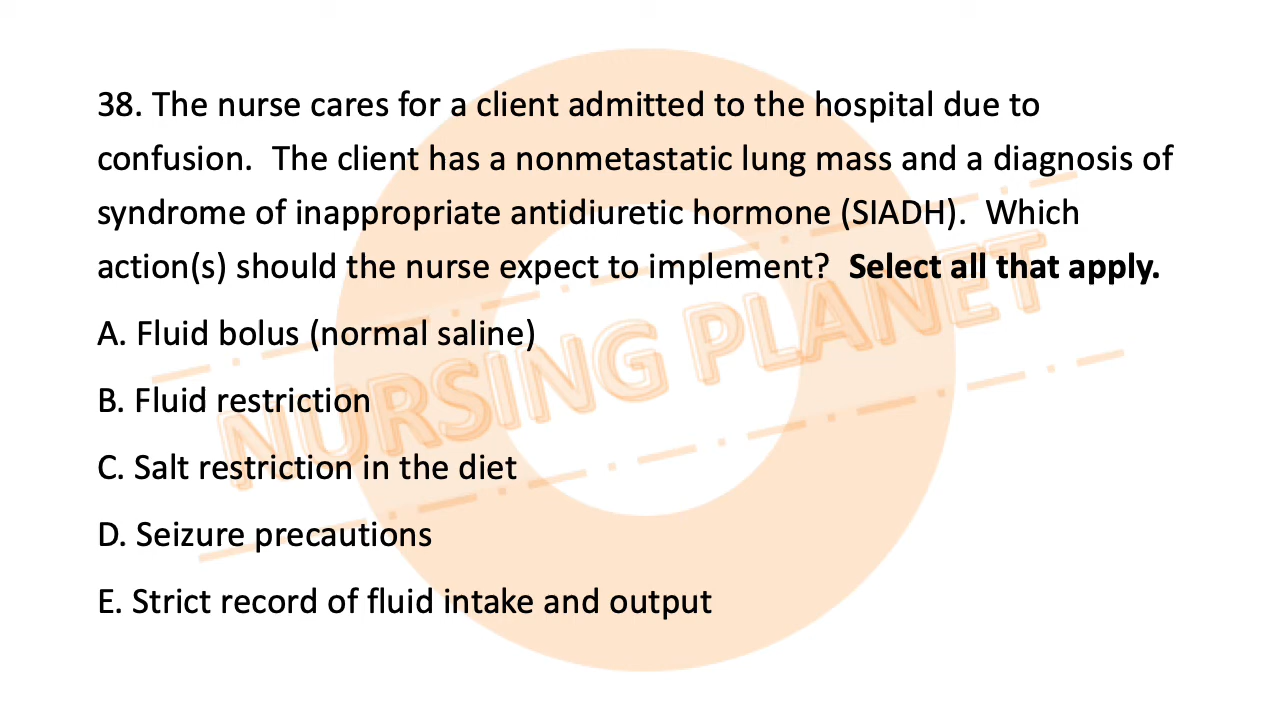 38. The nurse cares for a client admitted to the hospital due to
confusion.  The client has a nonmetastatic lung mass and a diagnosis of
syndrome of inappropriate antidiuretic hormone (SIADH).  Which
action(s) should the nurse expect to implement?  Select all that apply.
A. Fluid bolus (normal saline)
B. Fluid restriction
C. Salt restriction in the diet
D. Seizure precautions
E. Strict record of fluid intake and output
NURSING PLANET